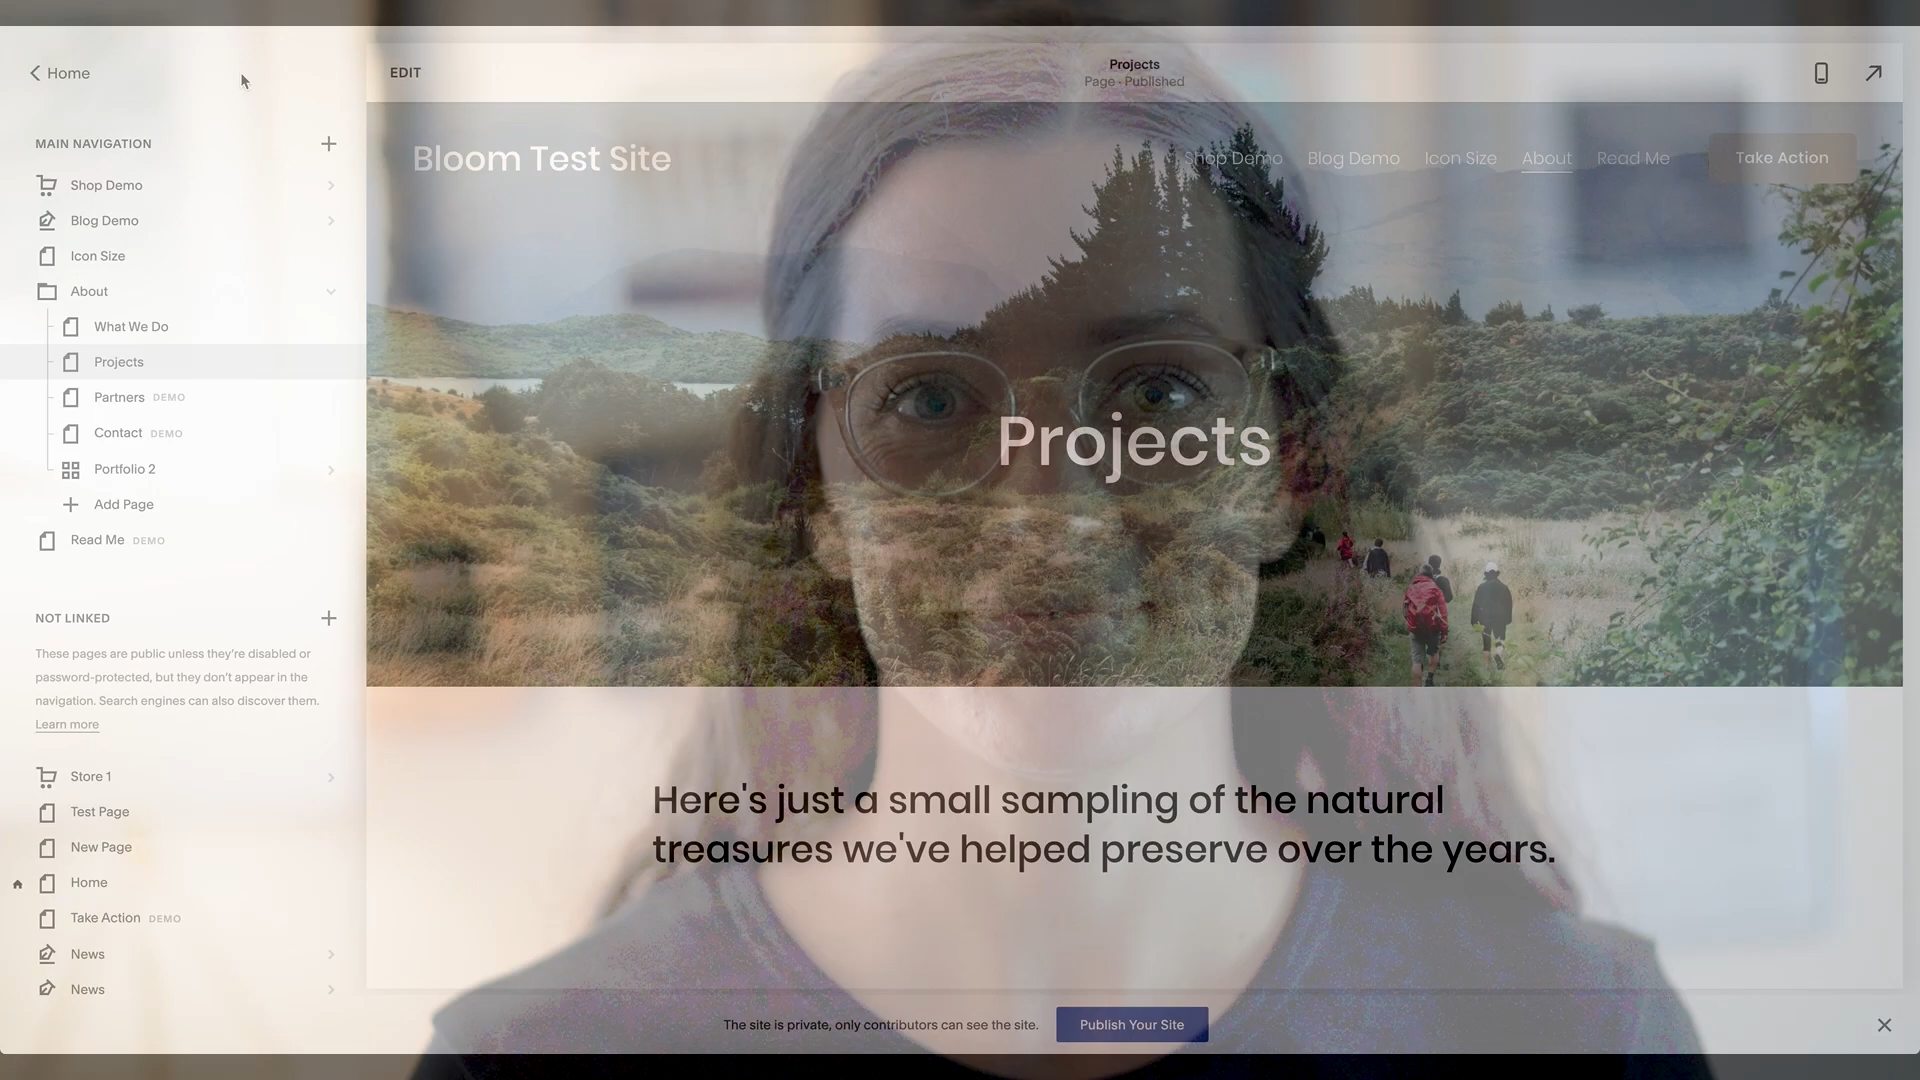 Home
MAIN NAVIGATION
Shop Demo
Blog Demo
Icon Size
About
What We Do
Projects
Partners DEMO
Contact DEMO
Portfolio 2
Add Page
Read Me DEMO
NOT LINKED
These pages are public unless they're disabled or
password-protected, but they don't appear in the
navigation. Search engines can also discover them.
Learn more
Store 1
Test Page
New Page
Home
Take Action DEMO
News
News
EDIT
Projects
Page - Published
Bloom Test Site
Shop Demo Blog Demo Icon Size About Read Me Take Action
Projects
Here's just a small sampling of the natural
treasures we've helped preserve over the years.
The site is private, only contributors can see the site. Publish Your Site